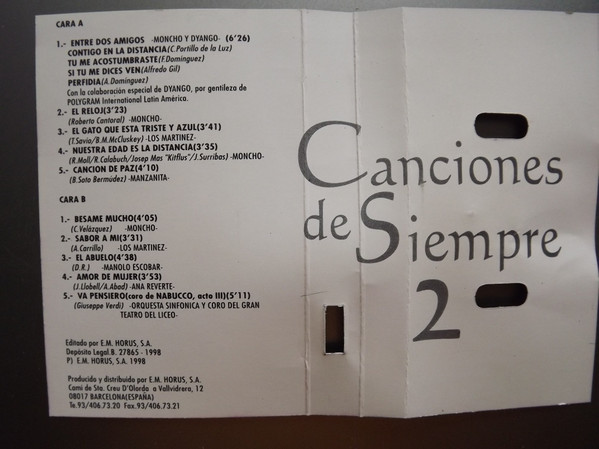 CARA A
1.- ENTRE DOS AMIGOS -MONCHO Y DYANGO- (6'26)
CONTIGO EN LA DISTANCIA(C.Portillo de la Luz)
TU ME ACOSTUMBRASTE(F.Dominguez)
SI TU ME DICES VEN(Alfredo Gil)
PERFIDIA(A.Dominguez)
Con la colaboración especial de DYANGO, por gentileza de
POLYGRAM International Latin América.
2.- EL RELOJ(3'23)
(Roberto Cantoral) -MONCHO-
3.- EL GATO QUE ESTA TRISTE Y AZUL(3'41)
(T.Savio/B.M.McCluskey) -LOS MARTINEZ-
4.- NUESTRA EDAD ES LA DISTANCIA(3'35)
(R.Moll/R.Calabuch/Josep Mas "Kitflus"/J.Surribas) -MONCHO-
5.- CANCION DE PAZ(4'10)
(B.Soto Bermúdez) -MANZANITA-
CARA B
1.- BESAME MUCHO(4'05)
(C.Velázquez) -MONCHO-
2.- SABOR A MI(3'31)
(A.Carrillo) -LOS MARTINEZ-
3.- EL ABUELO(4'38)
(D.R.) -MANOLO ESCOBAR-
4.- AMOR DE MUJER(3'53)
(J.Llobell/A.Abad) -ANA REVERTE-
5.- VA PENSIERO(coro de NABUCCO, acto III)(5'11)
(Giuseppe Verdi) -ORQUESTA SINFONICA Y CORO DEL GRAN
TEATRO DEL LICEO-
Editado por E.M. HORUS, S.A.
Depósito Legal.B. 27865 - 1998
P) E.M. HORUS, S.A. 1998
Producido y distribuido por E.M. HORUS, S.A.
Cami de Sta. Creu D'Olorda a Vallvidrera, 12
08017 BARCELONA(ESPAÑA)
Te.93/406.73.20 Fax.93/406.73.21
Canciones
de Siempre
2